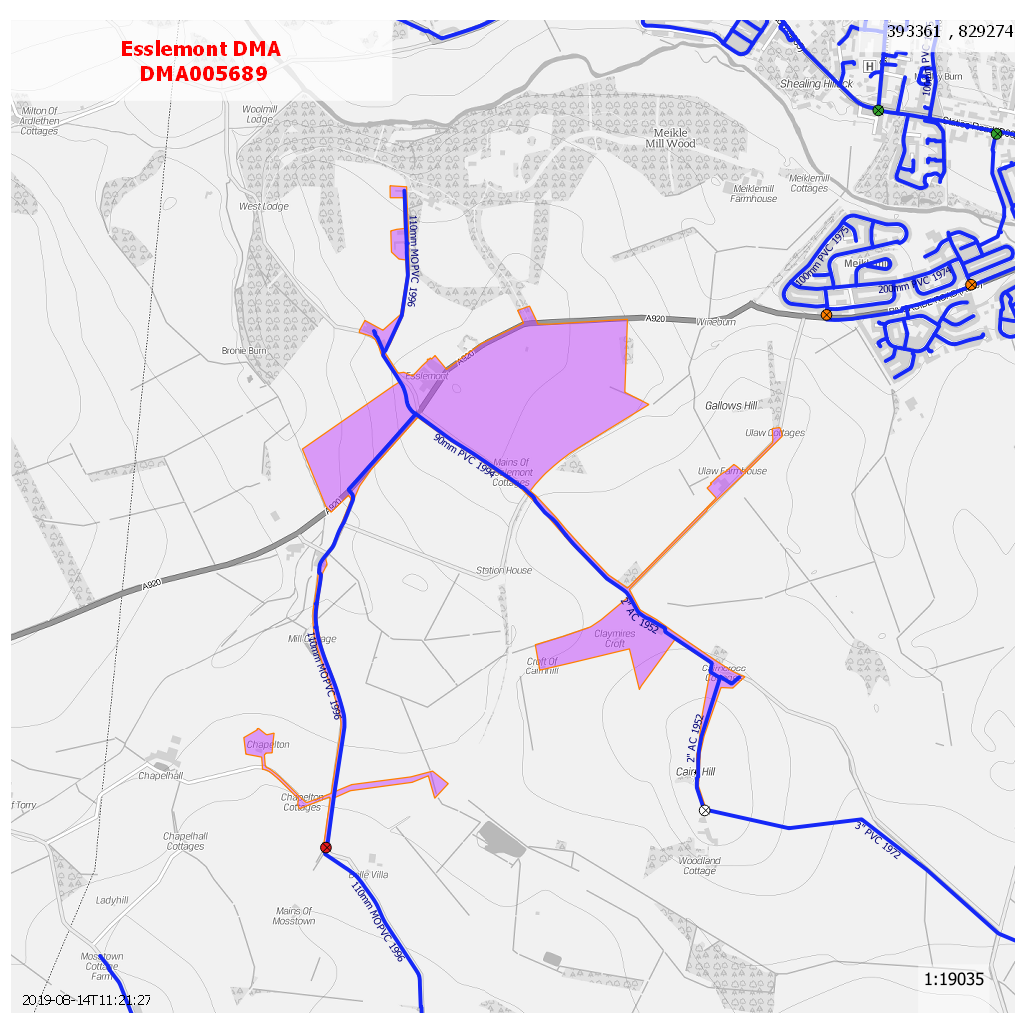 Esslemont DMA
DMA005689
393361 , 829274
Milton Of
Ardlethen
Cottages
Woolmill
Lodge
Meikle
Mill Wood
Shealing Hillock
H
West Lodge
Meiklemill
Farmhouse
Meiklemill
Cottages
110mm MOPVC 1996
100mm PVC 1975
200mm PVC 1974
A920
Wineburn
Bronie Burn
A920
Esslemont
Gallows Hill
Ulaw Cottages
90mm PVC 1994
Mains Of
Esslemont
Cottages
Ulaw Farmhouse
A920
A920
Station House
2" AC 1952
Claymires
Croft
Mill Cottage
Croft Of
Cairnhill
Cairncross
Cottages
110mm MOPVC 1996
2" AC 1952
Chapelton
Cairn Hill
Chapelhall
Chapelton
Cottages
f Torry
3" PVC 1972
Chapelhall
Cottages
Woodland
Cottage
Belle Villa
110mm MOPVC 1996
Ladyhill
Mains Of
Mosstown
Mosstown
Cottage
Farm
1:19035
2019-08-14T11:21:27